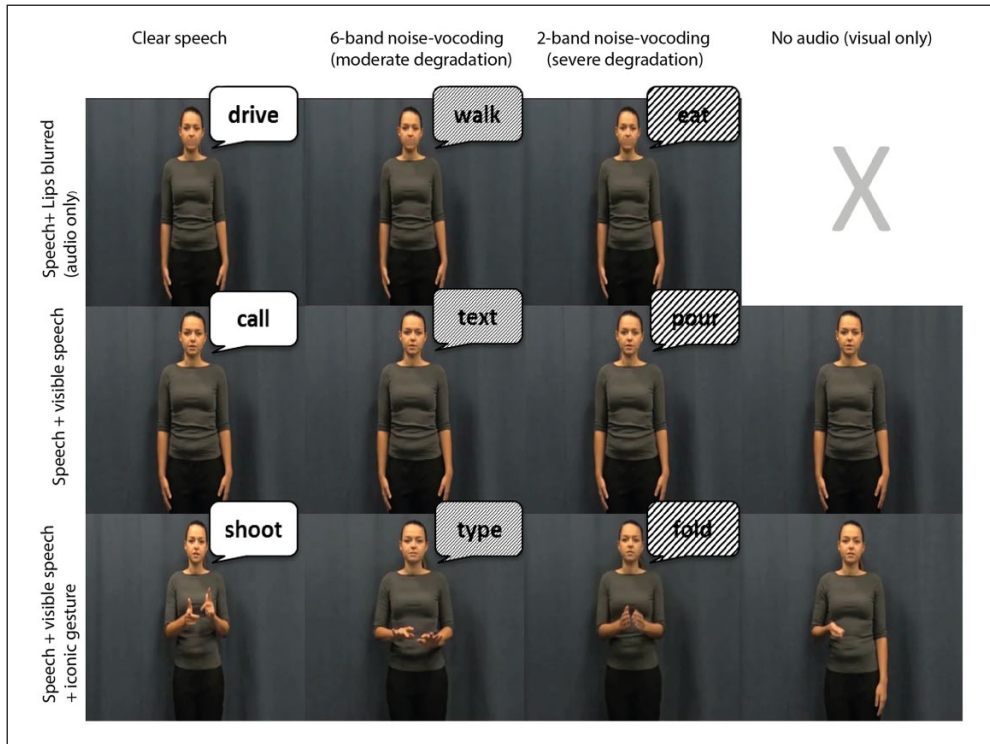 Clear speech
6-band noise-vocoding
(moderate degradation)
2-band noise-vocoding
(severe degradation)
No audio (visual only)
Speech+ Lips blurred
(audio only)
drive
walk
eat
X
Speech + visible speech
call
text
pour
Speech + visible speech
+ iconic gesture
shoot
type
fold